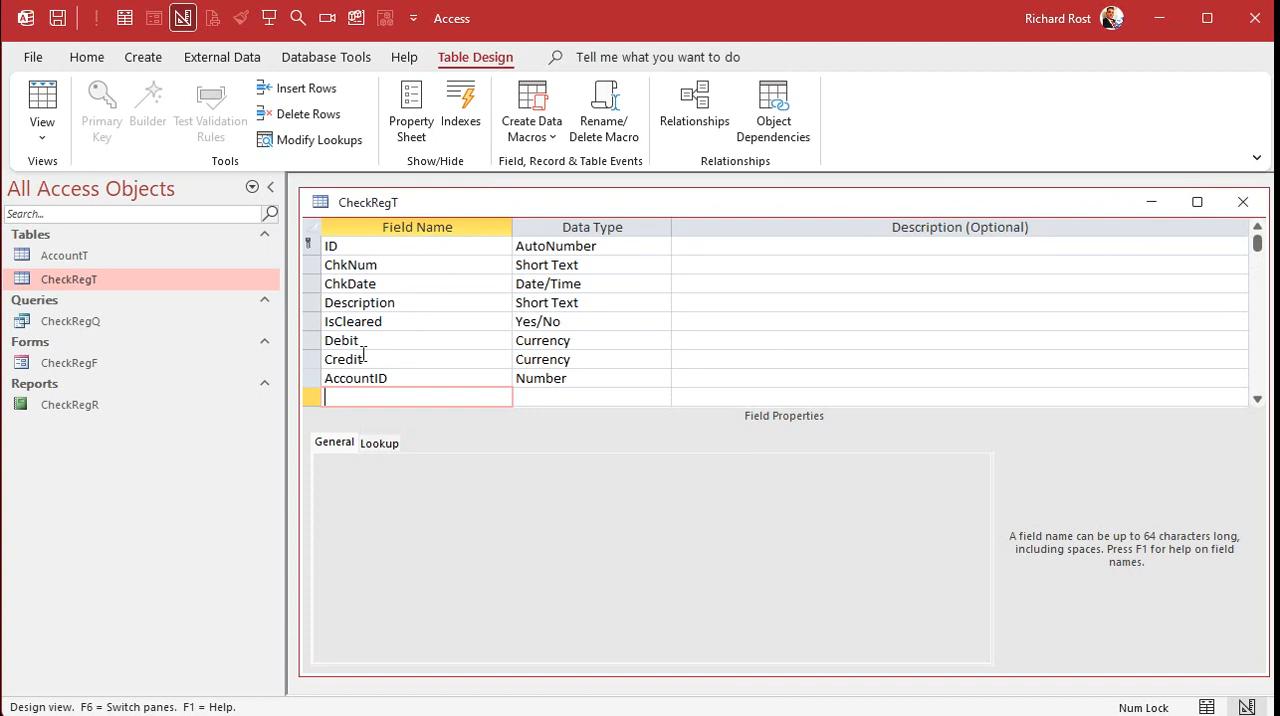 Access
Richard Rost
File Home Create External Data Database Tools Help Table Design Tell me what you want to do
View
Views
Primary Key
Builder
Test Validation Rules
Insert Rows
Delete Rows
Modify Lookups
Tools
Property Sheet
Indexes
Show/Hide
Create Data Macros
Rename/ Delete Macro
Field, Record & Table Events
Relationships
Object Dependencies
Relationships
All Access Objects
Search...
Tables
AccountT
CheckRegT
Queries
CheckRegQ
Forms
CheckRegF
Reports
CheckRegR
CheckRegT
Field Name Data Type Description (Optional)
ID AutoNumber
ChkNum Short Text
ChkDate Date/Time
Description Short Text
IsCleared Yes/No
Debit Currency
Credit Currency
AccountID Number
Field Properties
General Lookup
A field name can be up to 64 characters long,
including spaces. Press F1 for help on field
names.
Design view. F6 = Switch panes. F1 = Help.
Num Lock